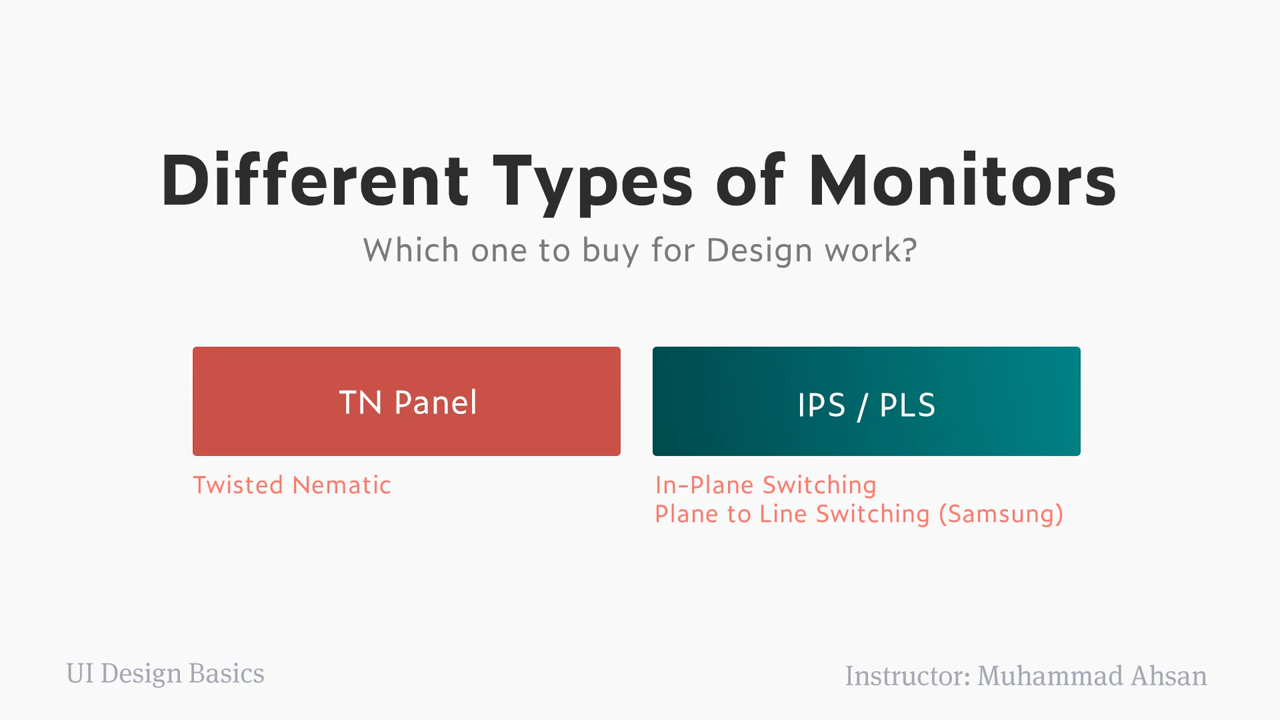 Different Types of Monitors
Which one to buy for Design work?
TN Panel
Twisted Nematic
IPS / PLS
In-Plane Switching
Plane to Line Switching (Samsung)
UI Design Basics
Instructor: Muhammad Ahsan